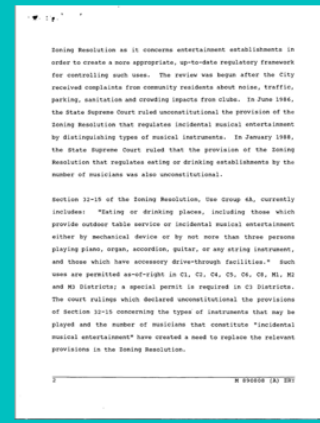 Zoning Resolution as it concerns entertainment establishments in
order to create a more appropriate, up-to-date regulatory framework
for controlling such uses. The review was begun after the City
received complaints from community residents about noise, traffic,
parking, sanitation and crowding impacts from clubs. In June 1986,
the State Supreme Court ruled unconstitutional the provision of the
Zoning Resolution that regulates incidental musical entertainment
by distinguishing types of musical instruments. In January 1988,
the State Supreme Court ruled that the provision of the Zoning
Resolution that regulates eating or drinking establishments by the
number of musicians was also unconstitutional.
Section 32-15 of the Zoning Resolution, Use Group 6A, currently
includes: "Eating or drinking places, including those which
provide outdoor table service or incidental musical entertainment
either by mechanical device or by not more than three persons
playing piano, organ, accordion, guitar, or any string instrument,
and those which have accessory drive-through facilities." Such
uses are permitted as-of-right in C1, C2, C4, C5, C6, C8, M1, M2
and M3 Districts; a special permit is required in C3 Districts.
The court rulings which declared unconstitutional the provisions
of Section 32-15 concerning the types of instruments that may be
played and the number of musicians that constitute "incidental
musical entertainment" have created a need to replace the relevant
provisions in the Zoning Resolution.
2 N 890808 (A) ZRY